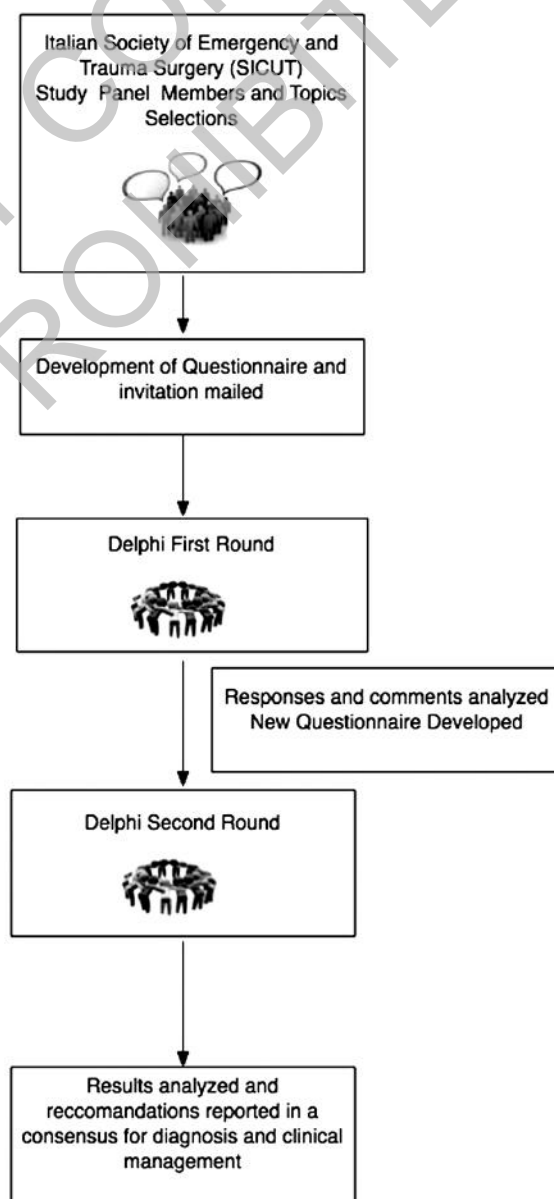 Italian Society of Emergency and
Trauma Surgery (SICUT)
Study Panel Members and Topics
Selections
Development of Questionnaire and
invitation mailed
Delphi First Round
Responses and comments analyzed
New Questionnaire Developed
Delphi Second Round
Results analyzed and
reccomandations reported in a
consensus for diagnosis and clinical
management